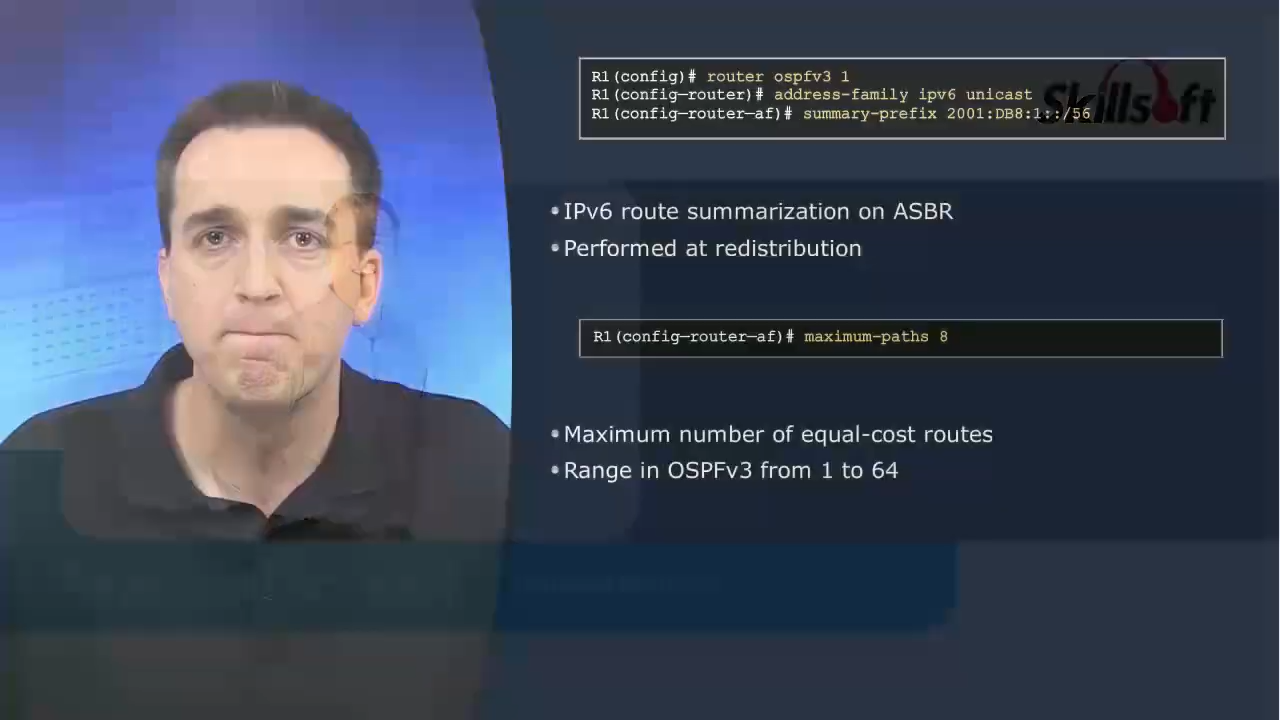 R1(config)# router ospfv3 1
R1(config-router)# address-family ipv6 unicast
R1(config-router-af)# summary-prefix 2001:DB8:1::/56
Skillsoft
•IPv6 route summarization on ASBR
•Performed at redistribution
R1(config-router-af)# maximum-paths 8
•Maximum number of equal-cost routes
•Range in OSPFv3 from 1 to 64